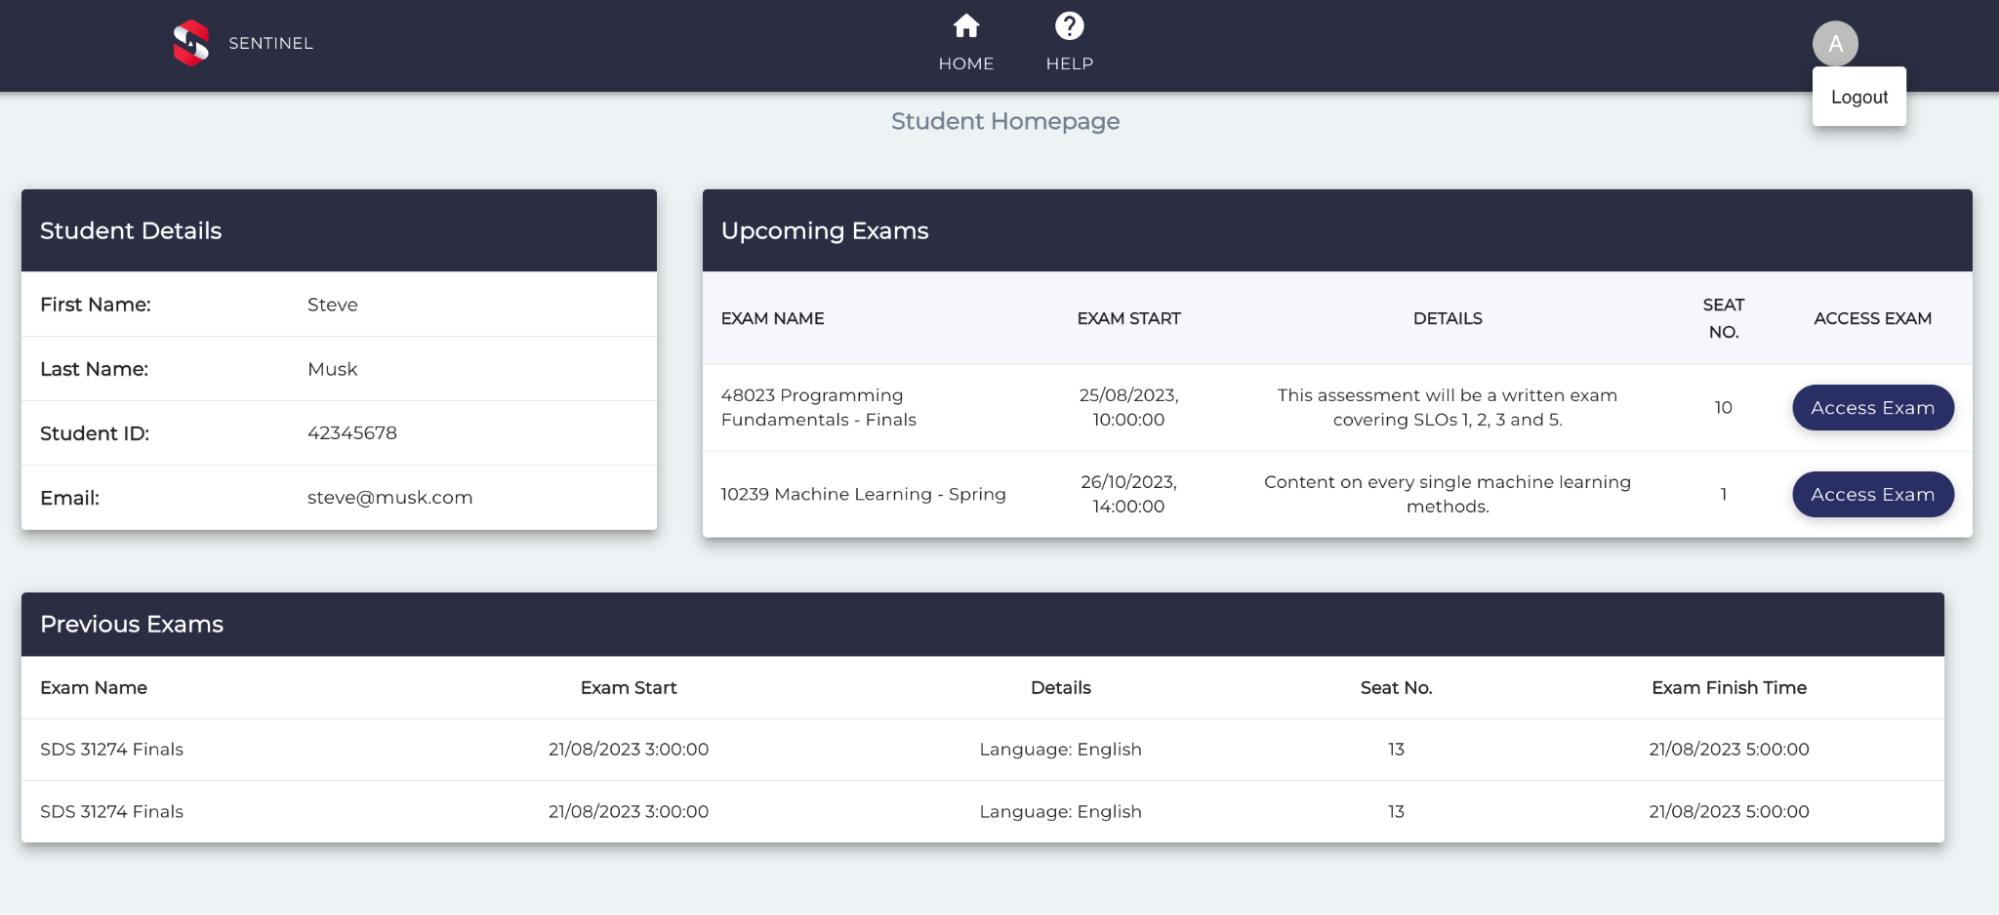 SENTINEL
HOME
HELP
A
Logout
Student Homepage
Student Details
First Name: Steve
Last Name: Musk
Student ID: 42345678
Email: steve@musk.com
Upcoming Exams
EXAM NAME EXAM START DETAILS SEAT NO. ACCESS EXAM
48023 Programming
Fundamentals - Finals
25/08/2023,
10:00:00
This assessment will be a written exam
covering SLOs 1, 2, 3 and 5.
10
Access Exam
10239 Machine Learning - Spring
26/10/2023,
14:00:00
Content on every single machine learning
methods.
1
Access Exam
Previous Exams
Exam Name Exam Start Details Seat No. Exam Finish Time
SDS 31274 Finals 21/08/2023 3:00:00 Language: English 13 21/08/2023 5:00:00
SDS 31274 Finals 21/08/2023 3:00:00 Language: English 13 21/08/2023 5:00:00